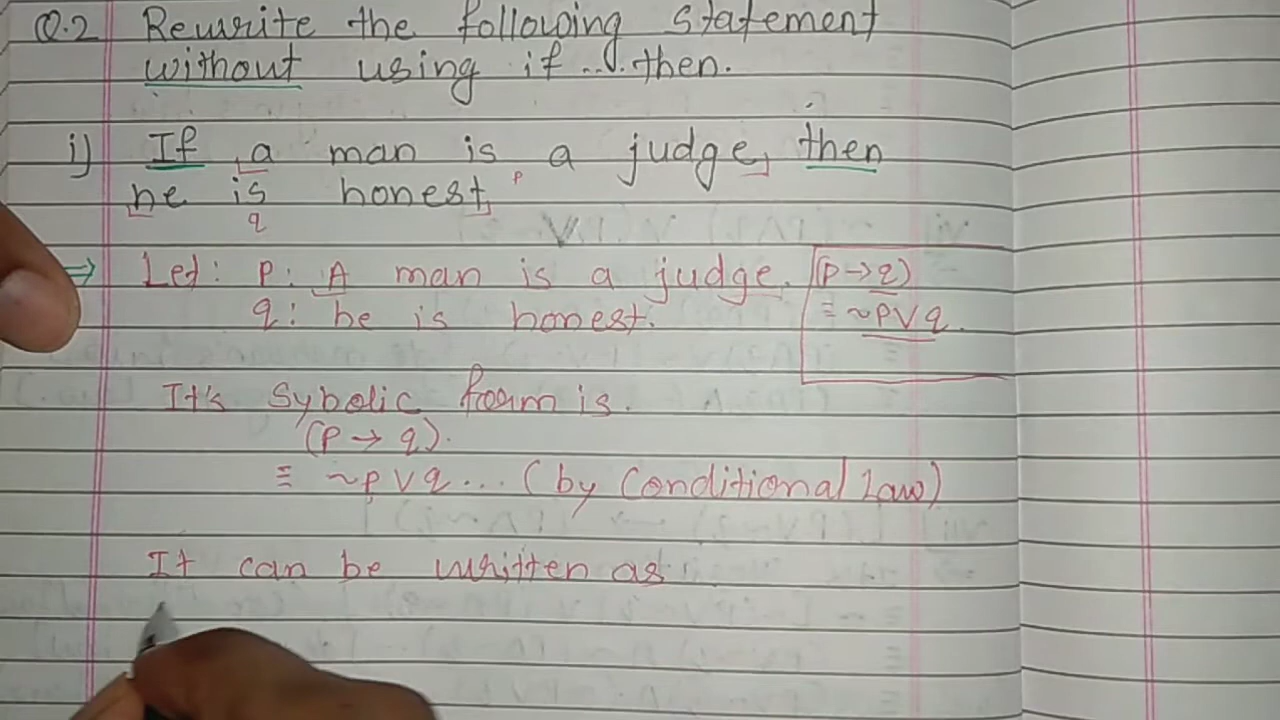 Q.2 Rewrite the following statement
without using if ... then.
i) If a man is a judge, then
he is honest. p
q
⇒ Let: P: A man is a judge. (p → q)
q: he is honest. ≡ ~p ∨ q.
It's Sybolic form is.
(P → q).
≡ ~p ∨ q... (by Conditional Law)
It can be written as